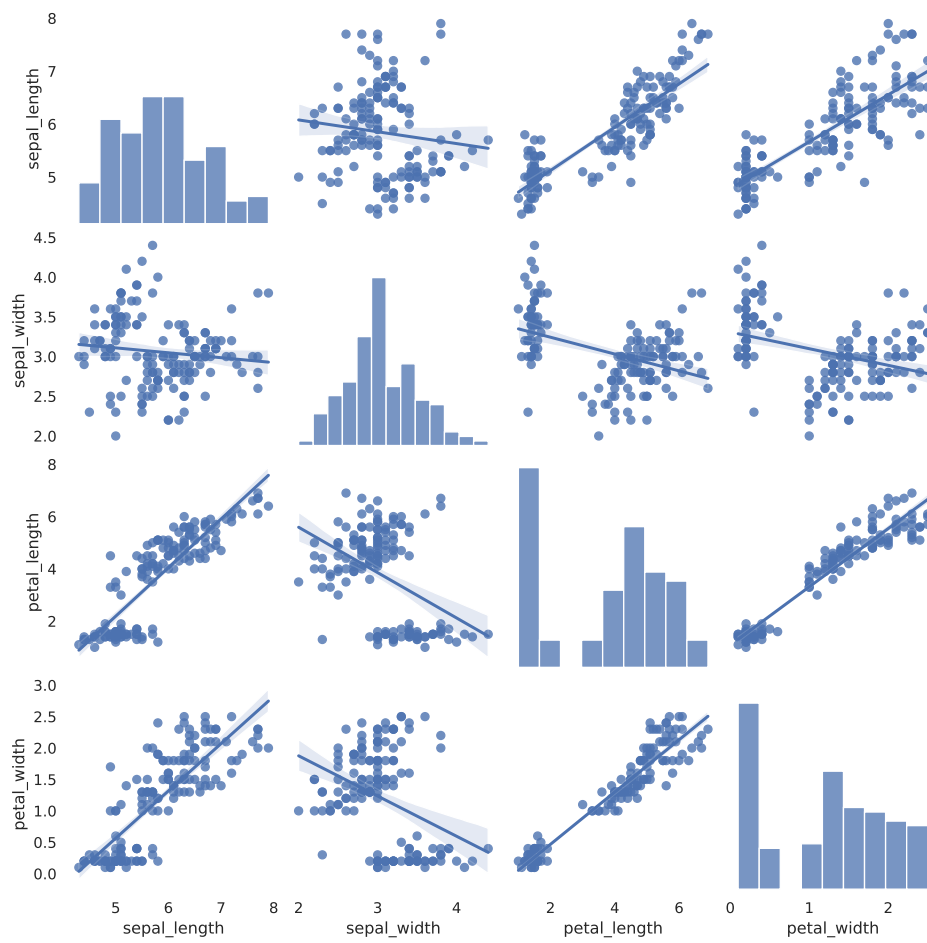 8
7
6
5
sepal_length
4.5
4.0
3.5
3.0
2.5
2.0
sepal_width
8
6
4
2
petal_length
3.0
2.5
2.0
1.5
1.0
0.5
0.0
petal_width
5 6 7 8
2 3 4
2 4 6
0 1 2
sepal_length sepal_width petal_length petal_width